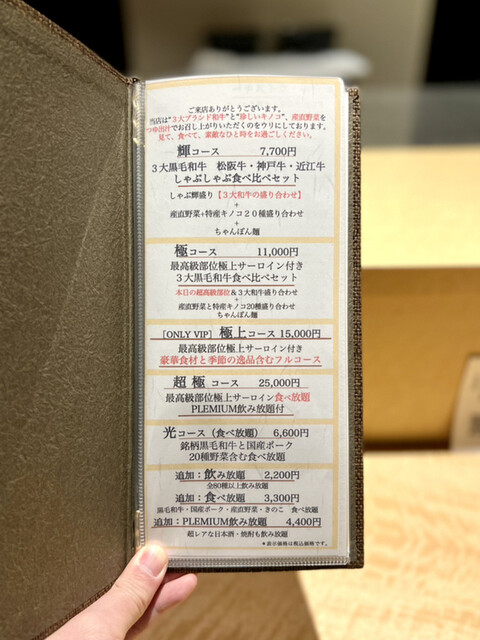 ご来店ありがとうございます。
当店は“３大ブランド和牛”と“珍しいキノコ”、産直野菜を
つゆ出汁でお召し上がりいただくのをウリにしております。
見て、食べて、素敵なひと時をお過ごしください。
輝コース 7,700円
３大黒毛和牛 松阪牛・神戸牛・近江牛
しゃぶしゃぶ食べ比べセット
しゃぶ輝盛り【３大和牛の盛り合わせ】
+
産直野菜+特産キノコ２０種盛り合わせ
+
ちゃんぽん麺
極コース 11,000円
最高級部位極上サーロイン付き
３大黒毛和牛食べ比べセット
本日の超高級部位＆３大和牛盛り合わせ
+
産直野菜と特産キノコ20種盛り合わせ
ちゃんぽん麺
[ONLY VIP] 極上コース 15,000円
最高級部位極上サーロイン付き
豪華食材と季節の逸品含むフルコース
超極コース 25,000円
最高級部位極上サーロイン食べ放題
PLEMIUM飲み放題付
光コース（食べ放題） 6,600円
銘柄黒毛和牛と国産ポーク
20種野菜含む食べ放題
追加：飲み放題 2,200円
全80種以上飲み放題
追加：食べ放題 3,300円
黒毛和牛・国産ポーク・産直野菜・きのこ 食べ放題
追加：PLEMIUM飲み放題 4,400円
超レアな日本酒・焼酎も飲み放題
＊表示価格は税込価格です。